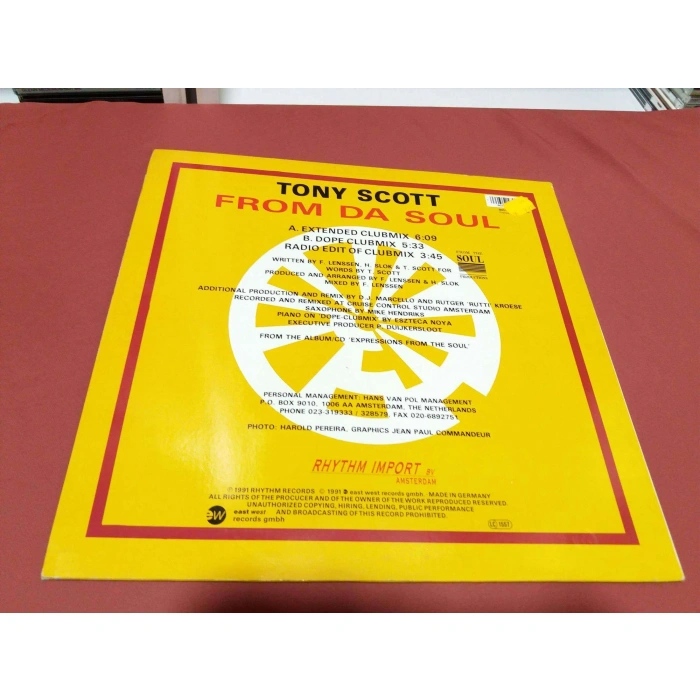 TONY SCOTT
FROM DA SOUL
A. EXTENDED CLUBMIX 6:09
B. DOPE CLUBMIX 5:33
RADIO EDIT OF CLUBMIX 3:45
SOUL
WRITTEN BY F. LENSSEN, H. SLOK & T. SCOTT FOR
WORDS BY T. SCOTT
PRODUCED AND ARRANGED BY F. LENSSEN & H. SLOK
MIXED BY F. LENSSEN
ADDITIONAL PRODUCTION AND REMIX BY D.J. MARCELLO AND RUTGER 'RUTTI' KROESE
RECORDED AND REMIXED AT CRUISE CONTROL STUDIO AMSTERDAM
SAXOPHONE BY MIKE HENDRIKS
PIANO ON 'DOPE-CLUBMIX' BY ESZTECA NOYA
EXECUTIVE PRODUCER P. DUIJKERSLOOT
FROM THE ALBUM/CD 'EXPRESSIONS FROM THE SOUL'
PERSONAL MANAGEMENT: HANS VAN POL MANAGEMENT
P.O. BOX 9010, 1006 AA AMSTERDAM, THE NETHERLANDS
PHONE 023-319333 / 328579, FAX 020-6892751
PHOTO: HAROLD PEREIRA, GRAPHICS JEAN PAUL COMMANDEUR
RHYTHM IMPORT BV
AMSTERDAM
℗ 1991 RHYTHM RECORDS © 1991 east west records gmbh. MADE IN GERMANY
ALL RIGHTS OF THE PRODUCER AND OF THE OWNER OF THE WORK REPRODUCED RESERVED.
UNAUTHORIZED COPYING, HIRING, LENDING, PUBLIC PERFORMANCE
AND BROADCASTING OF THIS RECORD PROHIBITED
ew east west
records gmbh
LC 1557